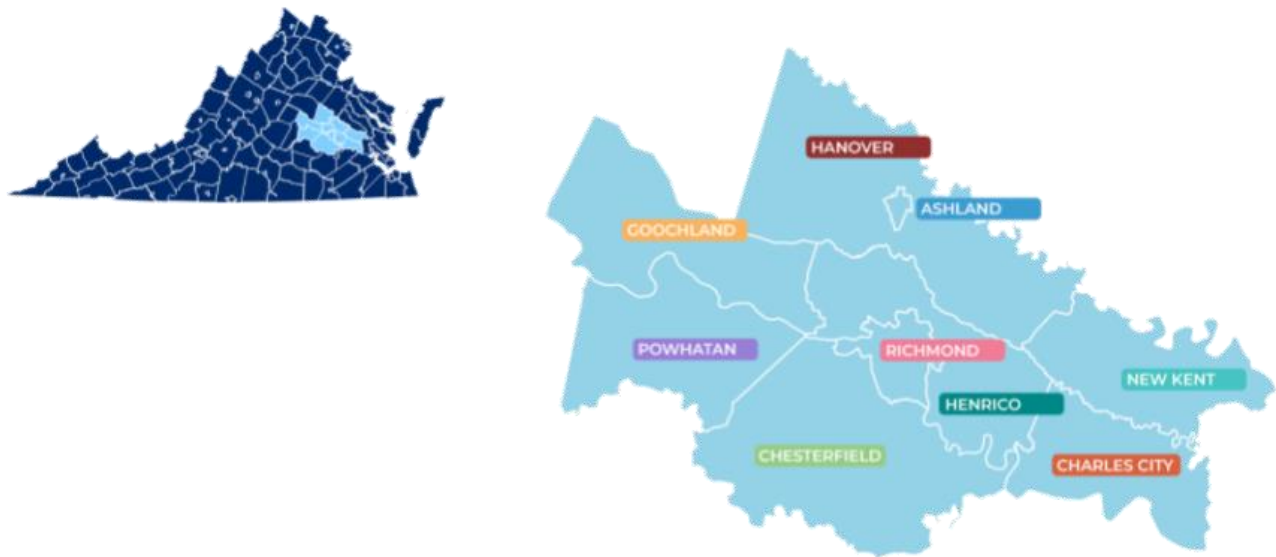 HANOVER
ASHLAND
GOOCHLAND
POWHATAN
RICHMOND
NEW KENT
HENRICO
CHESTERFIELD
CHARLES CITY